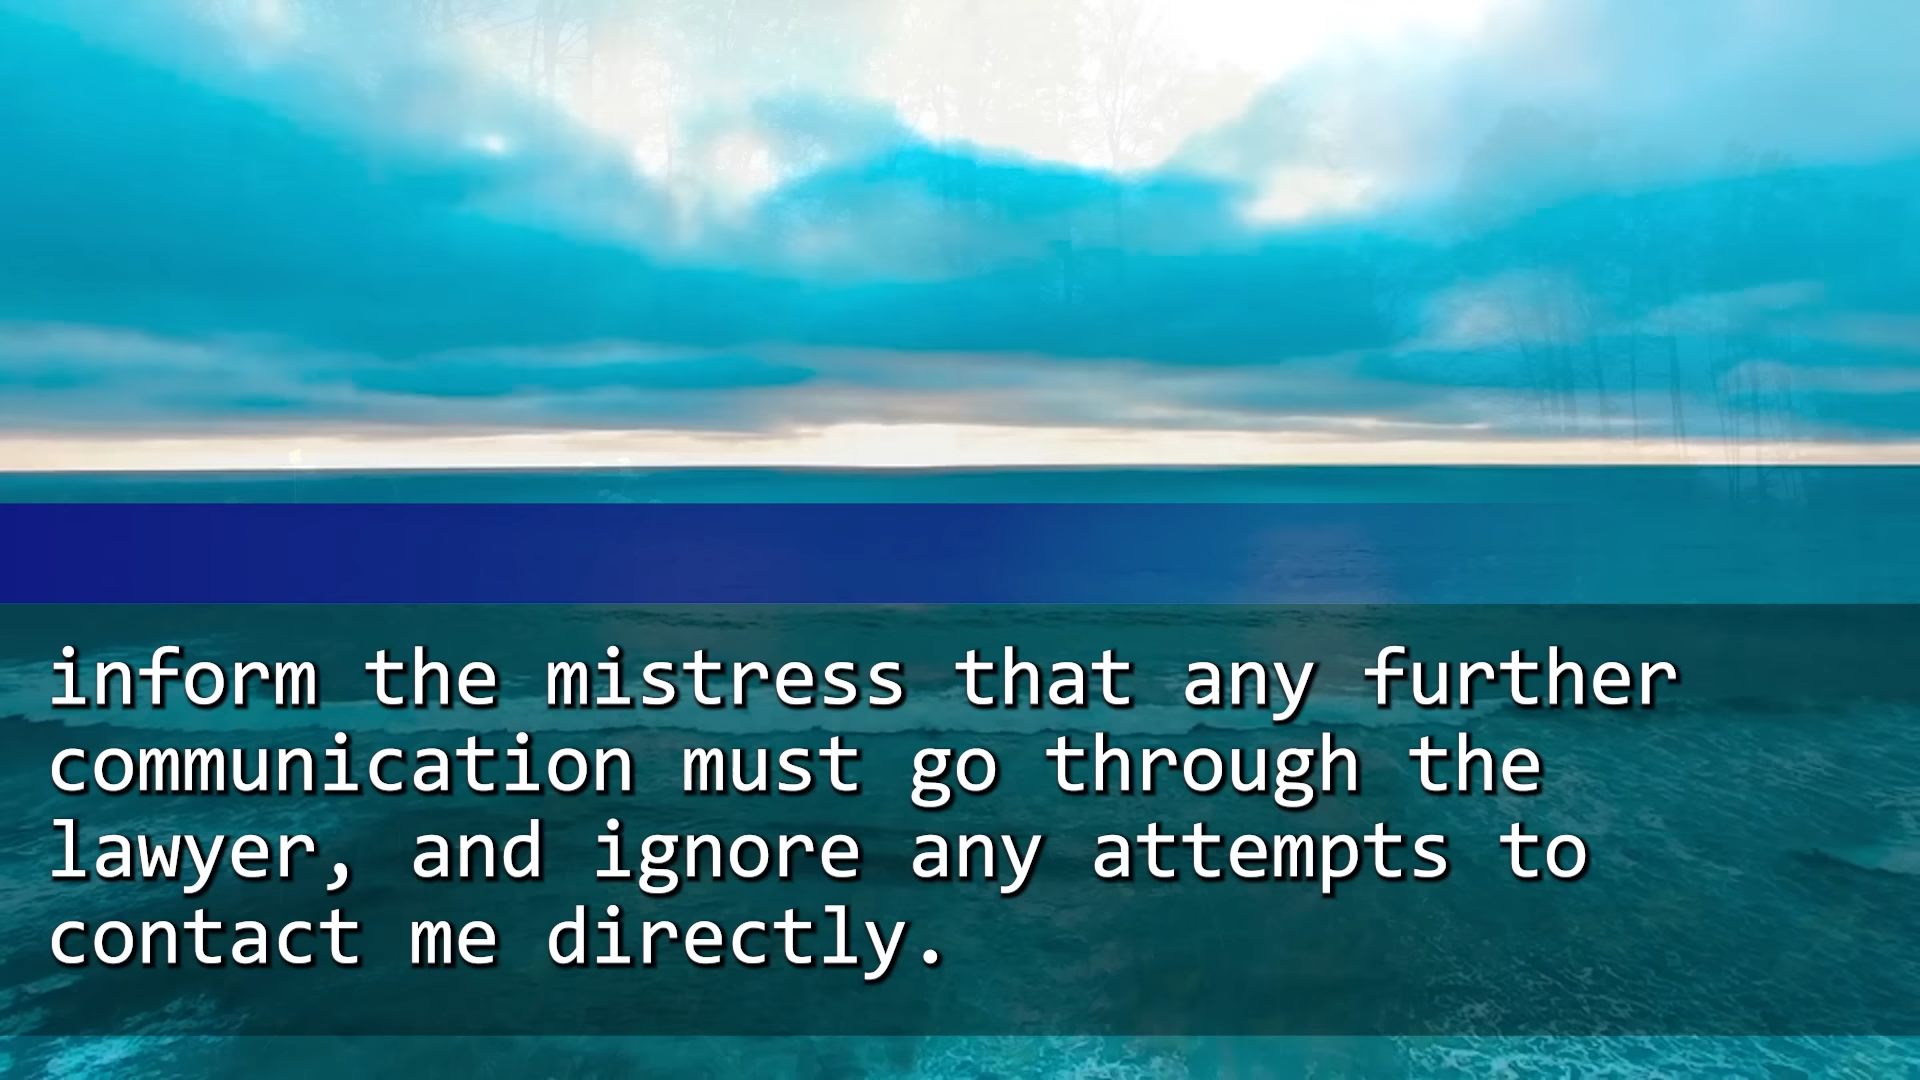 inform the mistress that any further
communication must go through the
lawyer, and ignore any attempts to
contact me directly.